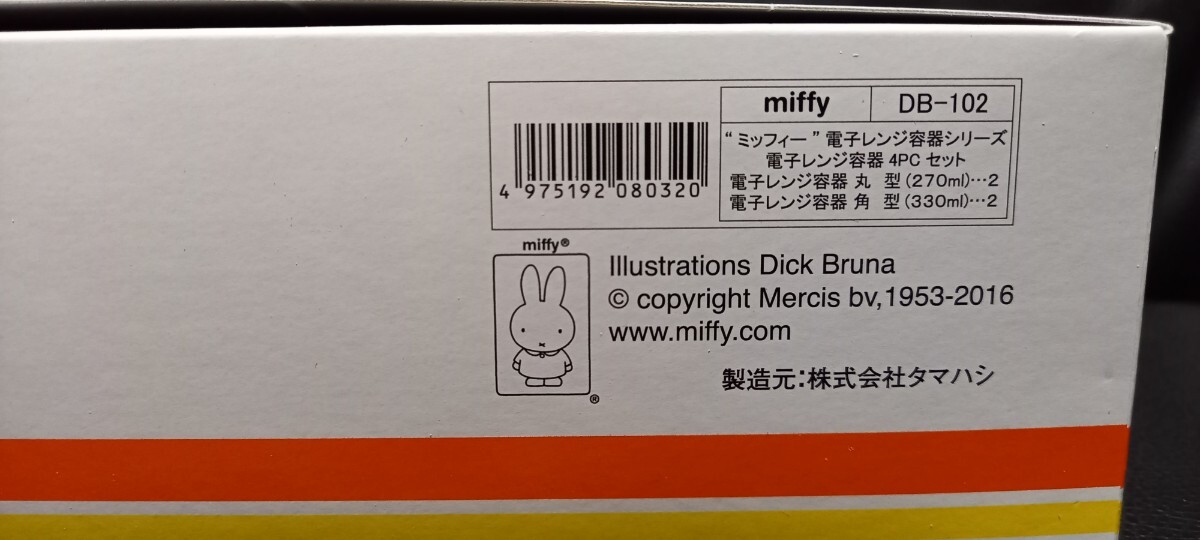 miffy DB-102
“ミッフィー”電子レンジ容器シリーズ
電子レンジ容器 4PC セット
電子レンジ容器 丸 型(270ml)…2
電子レンジ容器 角 型(330ml)…2
4 975192 080320
miffy®
®
Illustrations Dick Bruna
© copyright Mercis bv,1953-2016
www.miffy.com
製造元:株式会社タマハシ